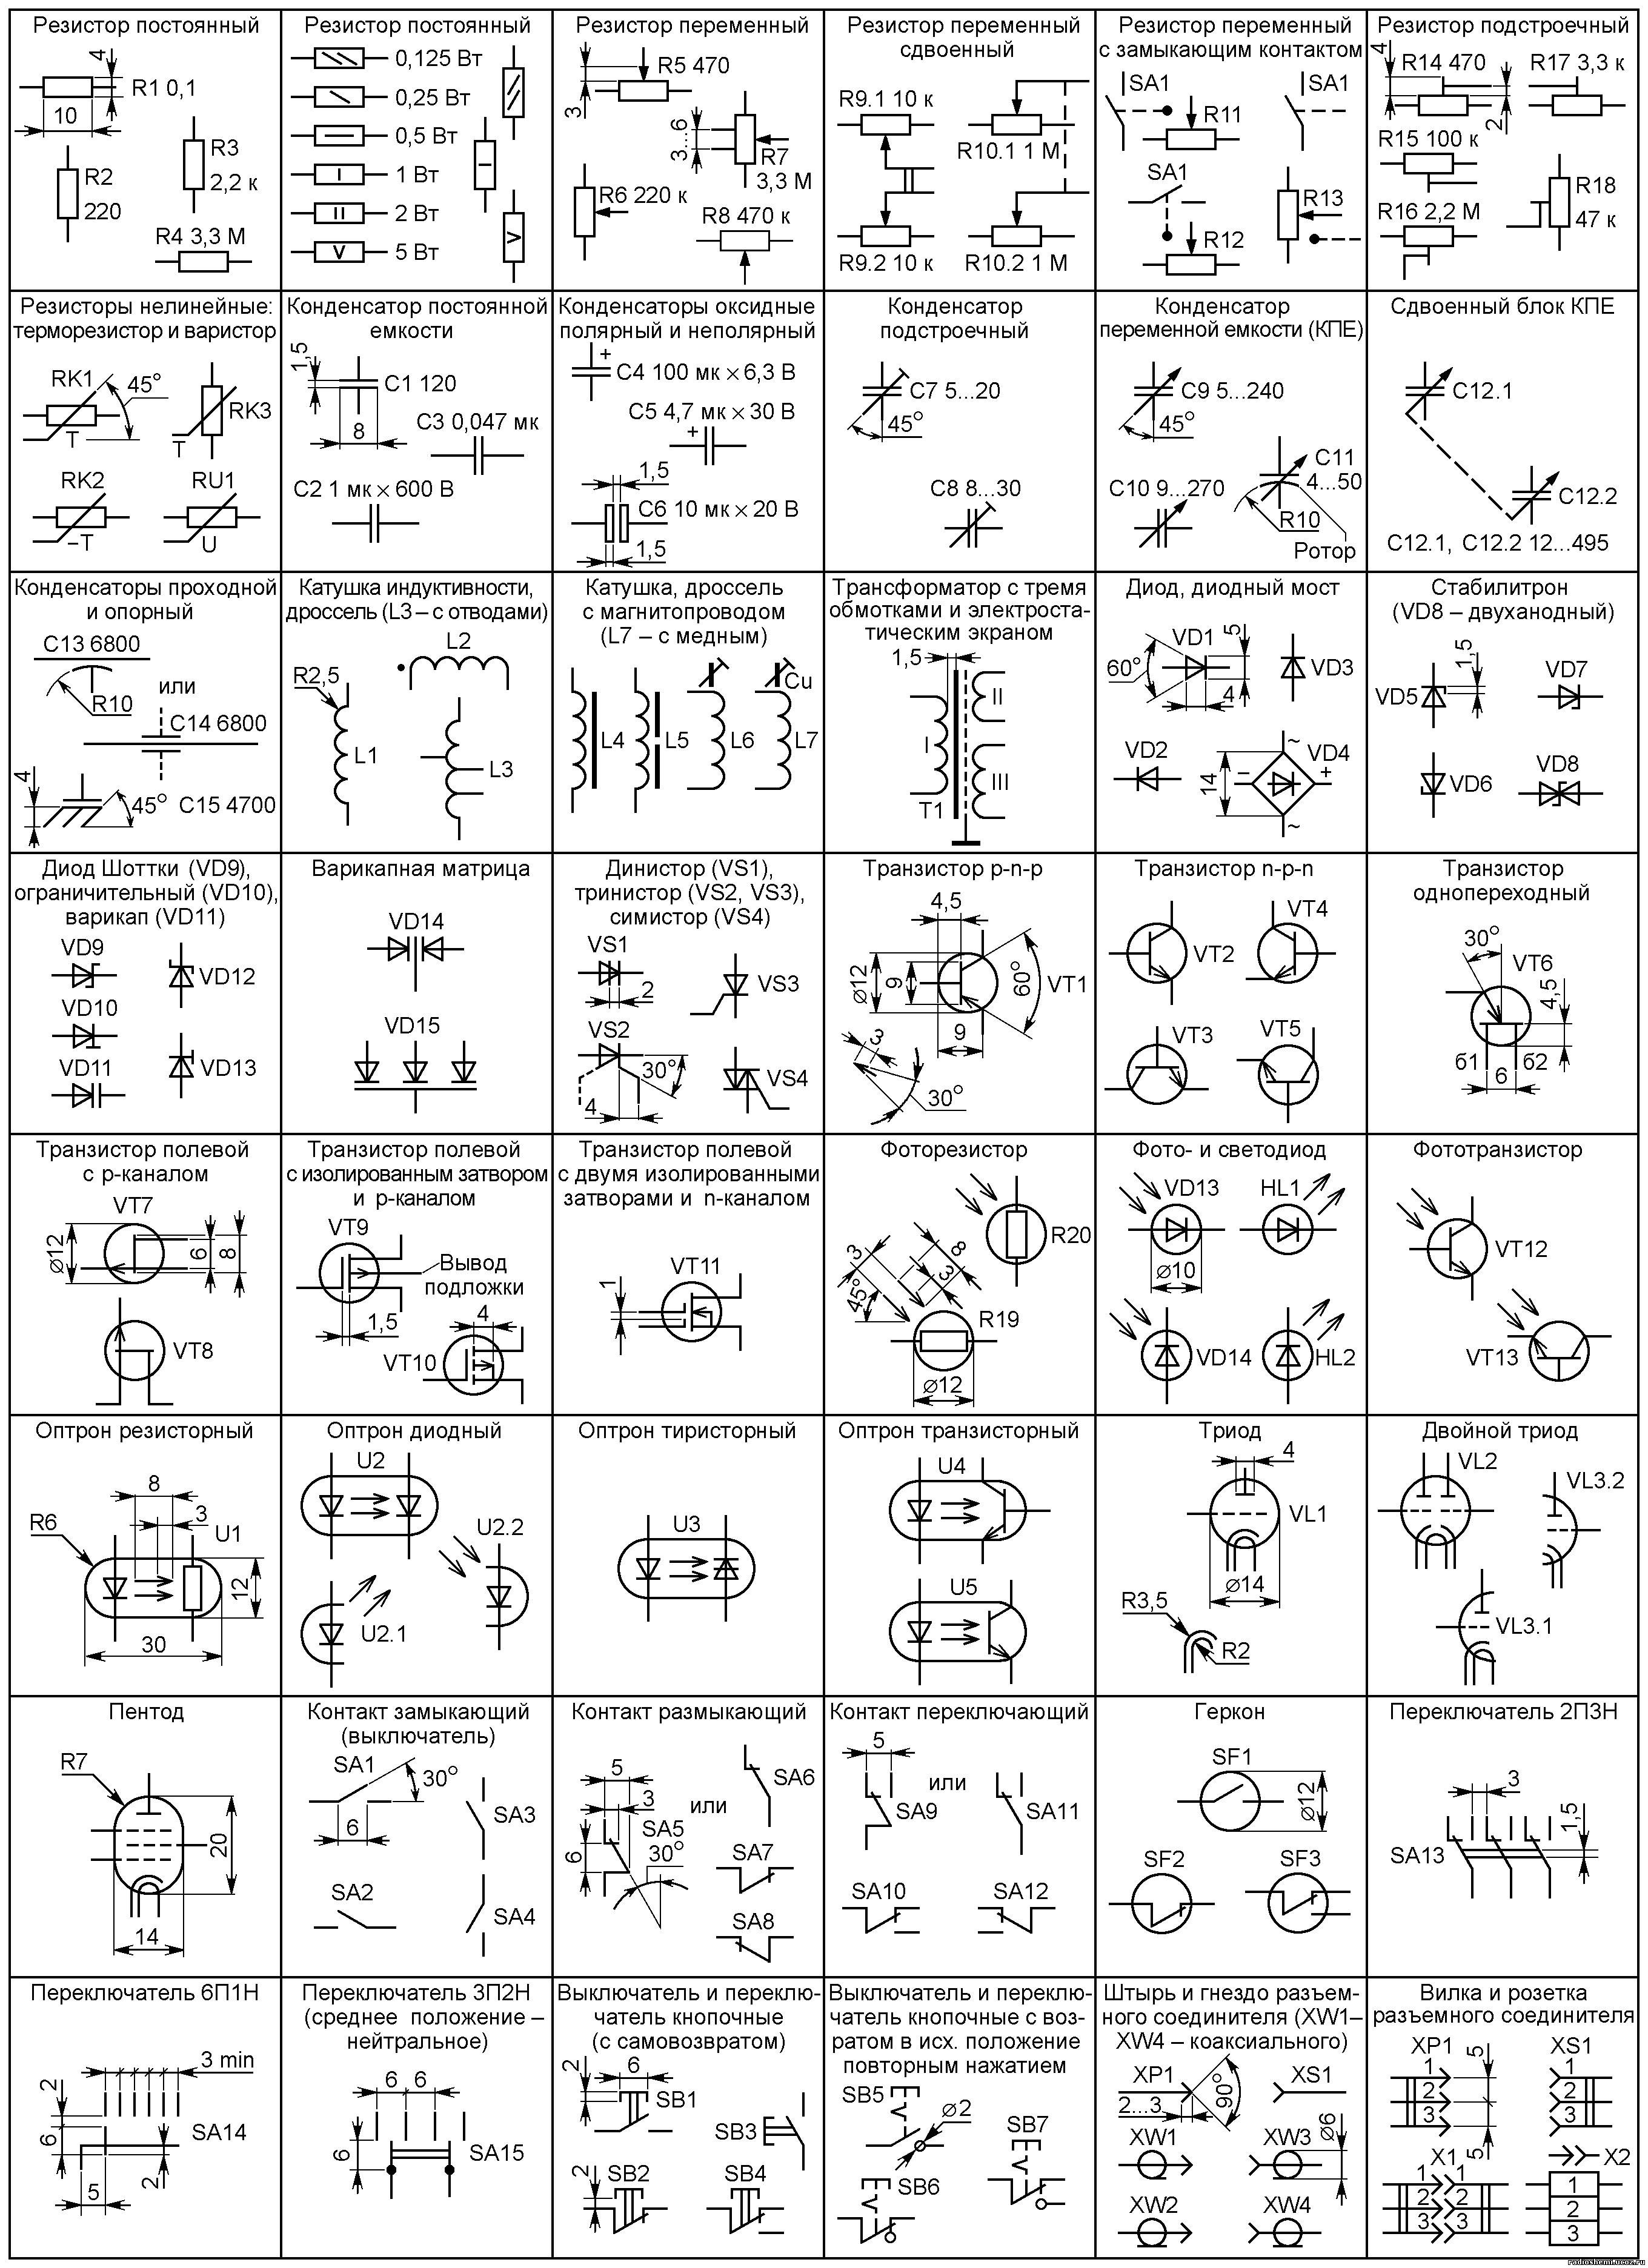 Резистор постоянный
4
R1 0,1
10
R3
2,2 к
R2
220
R4 3,3 М
Резистор постоянный
0,125 Вт
0,25 Вт
0,5 Вт
1 Вт
2 Вт
5 Вт
V
V
Резистор переменный
R5 470
3
3...6
R7
3,3 М
R6 220 к
R8 470 к
Резистор переменный
сдвоенный
R9.1 10 к
R10.1 1 М
R9.2 10 к
R10.2 1 М
Резистор переменный
с замыкающим контактом
SA1
SA1
R11
SA1
R13
R12
Резистор подстроечный
4
R14 470
R17 3,3 к
2
R15 100 к
R16 2,2 М
R18
47 к
Резисторы нелинейные:
терморезистор и варистор
RK1
45°
RK3
T
T
RK2
RU1
–T
U
Конденсатор постоянной
емкости
1,5
C1 120
8
C3 0,047 мк
C2 1 мк × 600 В
Конденсаторы оксидные
полярный и неполярный
+
C4 100 мк × 6,3 В
C5 4,7 мк × 30 В
+
1,5
C6 10 мк × 20 В
1,5
Конденсатор
подстроечный
C7 5...20
45°
C8 8...30
Конденсатор
переменной емкости (КПЕ)
C9 5...240
45°
C11
4...50
C10 9...270
R10
Ротор
Сдвоенный блок КПЕ
C12.1
C12.2
C12.1, C12.2 12...495
Конденсаторы проходной
и опорный
C13 6800
R10
или
C14 6800
4
45°
C15 4700
Катушка индуктивности,
дроссель (L3 – с отводами)
L2
R2,5
L1
L3
Катушка, дроссель
с магнитопроводом
(L7 – с медным)
Cu
L4
L5
L6
L7
Трансформатор с тремя
обмотками и электроста-
тическим экраном
1,5
II
I
III
T1
Диод, диодный мост
VD1
5
60°
4
VD3
VD2
~
VD4
14
–
+
~
Стабилитрон
(VD8 – двуханодный)
1,5
VD7
VD5
VD6
VD8
Диод Шоттки (VD9),
ограничительный (VD10),
варикап (VD11)
VD9
VD12
VD10
VD11
VD13
Варикапная матрица
VD14
VD15
Динистор (VS1),
тринистор (VS2, VS3),
симистор (VS4)
VS1
2
VS3
VS2
30°
4
VS4
Транзистор p-n-p
4,5
⌀12
9
60°
VT1
9
3
30°
Транзистор n-p-n
VT4
VT2
VT3
VT5
Транзистор
однопереходный
30°
VT6
4,5
б1
б2
6
Транзистор полевой
с p-каналом
VT7
⌀12
6
8
VT8
Транзистор полевой
с изолированным затвором
и p-каналом
VT9
Вывод
подложки
1,5
4
VT10
Транзистор полевой
с двумя изолированными
затворами и n-каналом
VT11
1
Фоторезистор
R20
3
8
3
45°
R19
⌀12
Фото- и светодиод
VD13
HL1
⌀10
VD14
HL2
Фототранзистор
VT12
VT13
Оптрон резисторный
8
3
R6
U1
12
30
Оптрон диодный
U2
U2.2
U2.1
Оптрон тиристорный
U3
Оптрон транзисторный
U4
U5
Триод
4
VL1
⌀14
R3,5
R2
Двойной триод
VL2
VL3.2
VL3.1
Пентод
R7
20
14
Контакт замыкающий
(выключатель)
SA1
30°
6
SA3
SA2
SA4
Контакт размыкающий
5
SA6
3
или
SA5
6
30°
SA7
SA8
Контакт переключающий
5
или
SA9
SA11
SA10
SA12
Геркон
SF1
⌀12
SF2
SF3
Переключатель 2П3Н
3
1,5
SA13
Переключатель 6П1Н
3 min
2
6
SA14
5
2
Переключатель 3П2Н
(среднее положение –
нейтральное)
6
6
6
SA15
Выключатель и переклю-
чатель кнопочные
(с самовозвратом)
2
6
SB1
SB3
2
SB2
SB4
Выключатель и переклю-
чатель кнопочные с воз-
ратом в исх. положение
повторным нажатием
SB5
⌀2
SB7
SB6
Штырь и гнездо разъем-
ного соединителя (XW1–
XW4 – коаксиального)
XP1
90°
XS1
2...3
⌀6
XW1
XW3
XW2
XW4
Вилка и розетка
разъемного соединителя
XP1
XS1
1
5
1
2
2
3
3
5
X1
X2
1
1
1
2
2
2
3
3
3
radioshemi.ucoz.ru